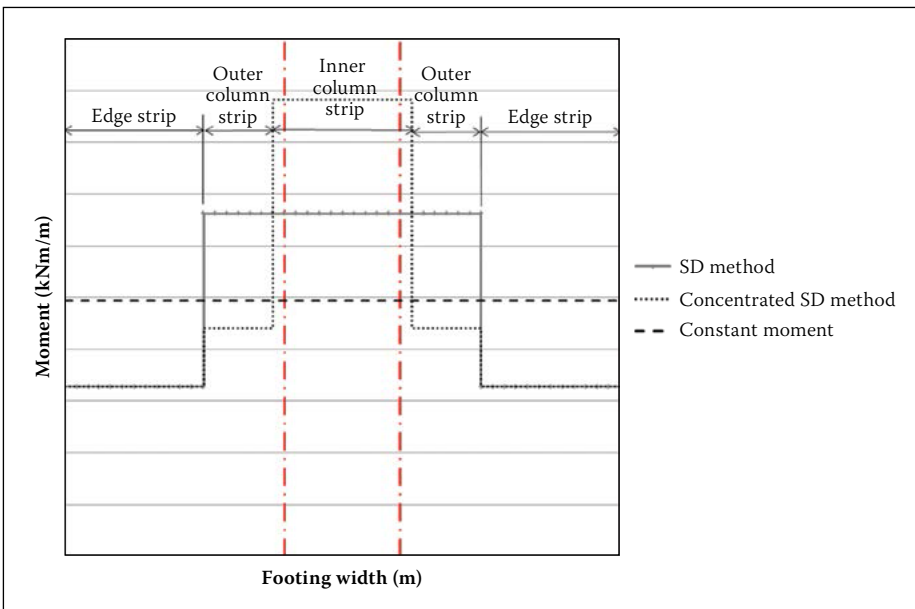 Outer
column
strip
Inner
column
strip
Outer
column
strip
Edge strip
Edge strip
Moment (kNm/m)
SD method
Concentrated SD method
Constant moment
Footing width (m)